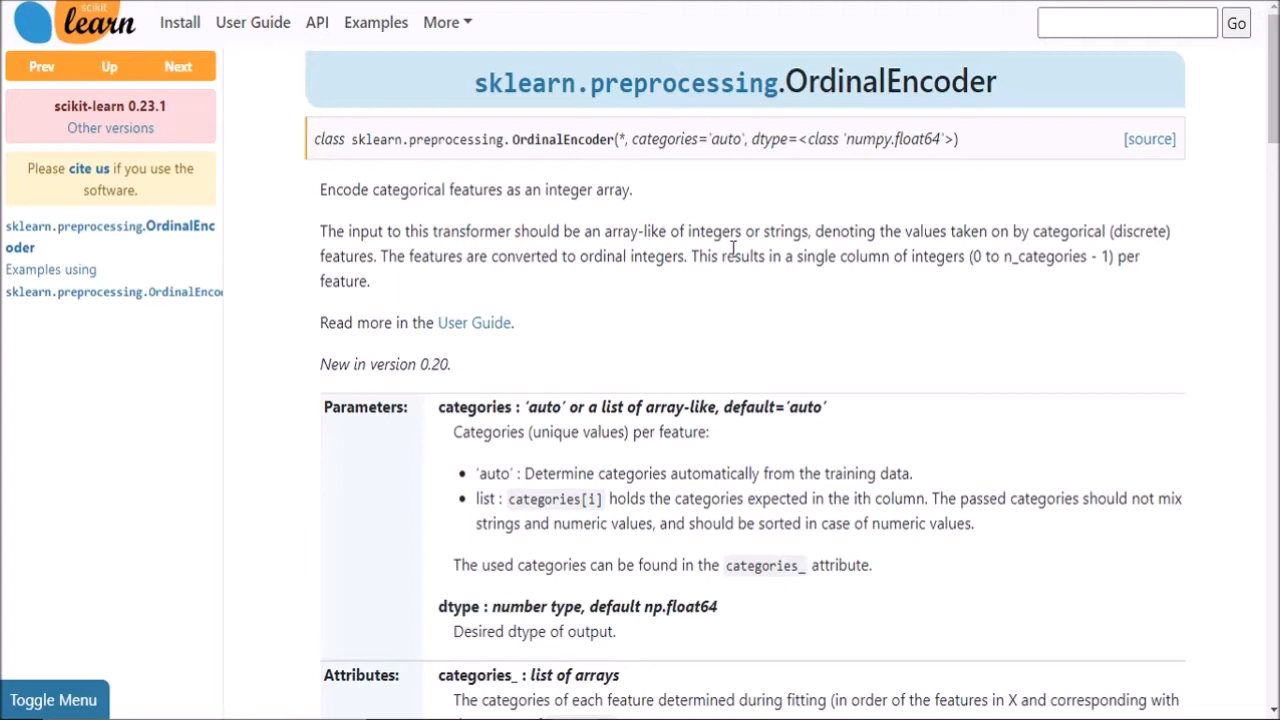 scikit
learn
Install
User Guide
API
Examples
More
Go
Prev
Up
Next
scikit-learn 0.23.1
Other versions
Please cite us if you use the
software.
sklearn.preprocessing.OrdinalEnc
oder
Examples using
sklearn.preprocessing.OrdinalEnco
Toggle Menu
sklearn.preprocessing.OrdinalEncoder
class sklearn.preprocessing.OrdinalEncoder(*, categories='auto', dtype=<class 'numpy.float64'>)
[source]
Encode categorical features as an integer array.
The input to this transformer should be an array-like of integers or strings, denoting the values taken on by categorical (discrete)
features. The features are converted to ordinal integers. This results in a single column of integers (0 to n_categories - 1) per
feature.
Read more in the User Guide.
New in version 0.20.
Parameters:
categories : 'auto' or a list of array-like, default='auto'
Categories (unique values) per feature:
• 'auto' : Determine categories automatically from the training data.
• list : categories[i] holds the categories expected in the ith column. The passed categories should not mix
strings and numeric values, and should be sorted in case of numeric values.
The used categories can be found in the categories_ attribute.
dtype : number type, default np.float64
Desired dtype of output.
Attributes:
categories_ : list of arrays
The categories of each feature determined during fitting (in order of the features in X and corresponding with